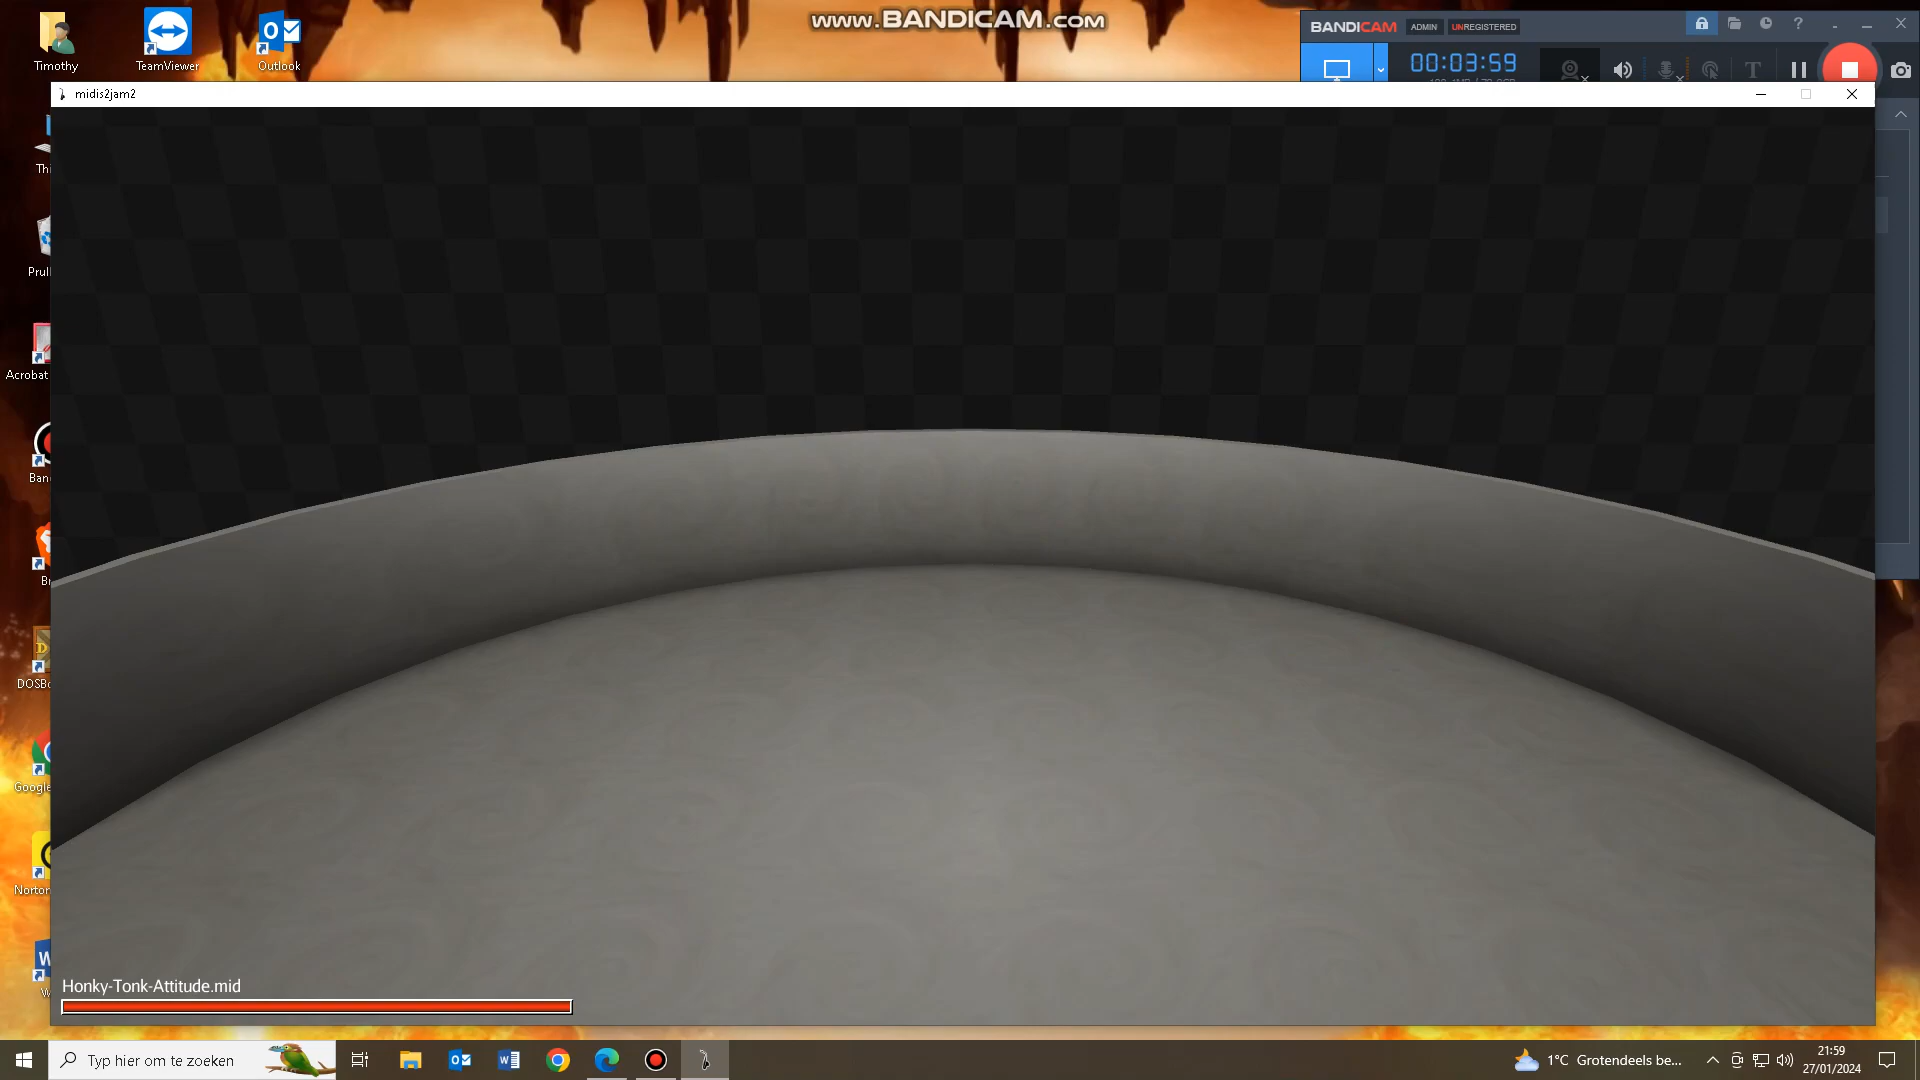 www.BANDICAM.com
BANDICAM
ADMIN
UNREGISTERED
00:03:59
Timothy
TeamViewer
Outlook
midis2jam2
Thi
Prull
Acrobat
Ban
Br
DOSBo
Google
Norton
W
Honky-Tonk-Attitude.mid
Typ hier om te zoeken
1°C Grotendeels be...
21:59
27/01/2024